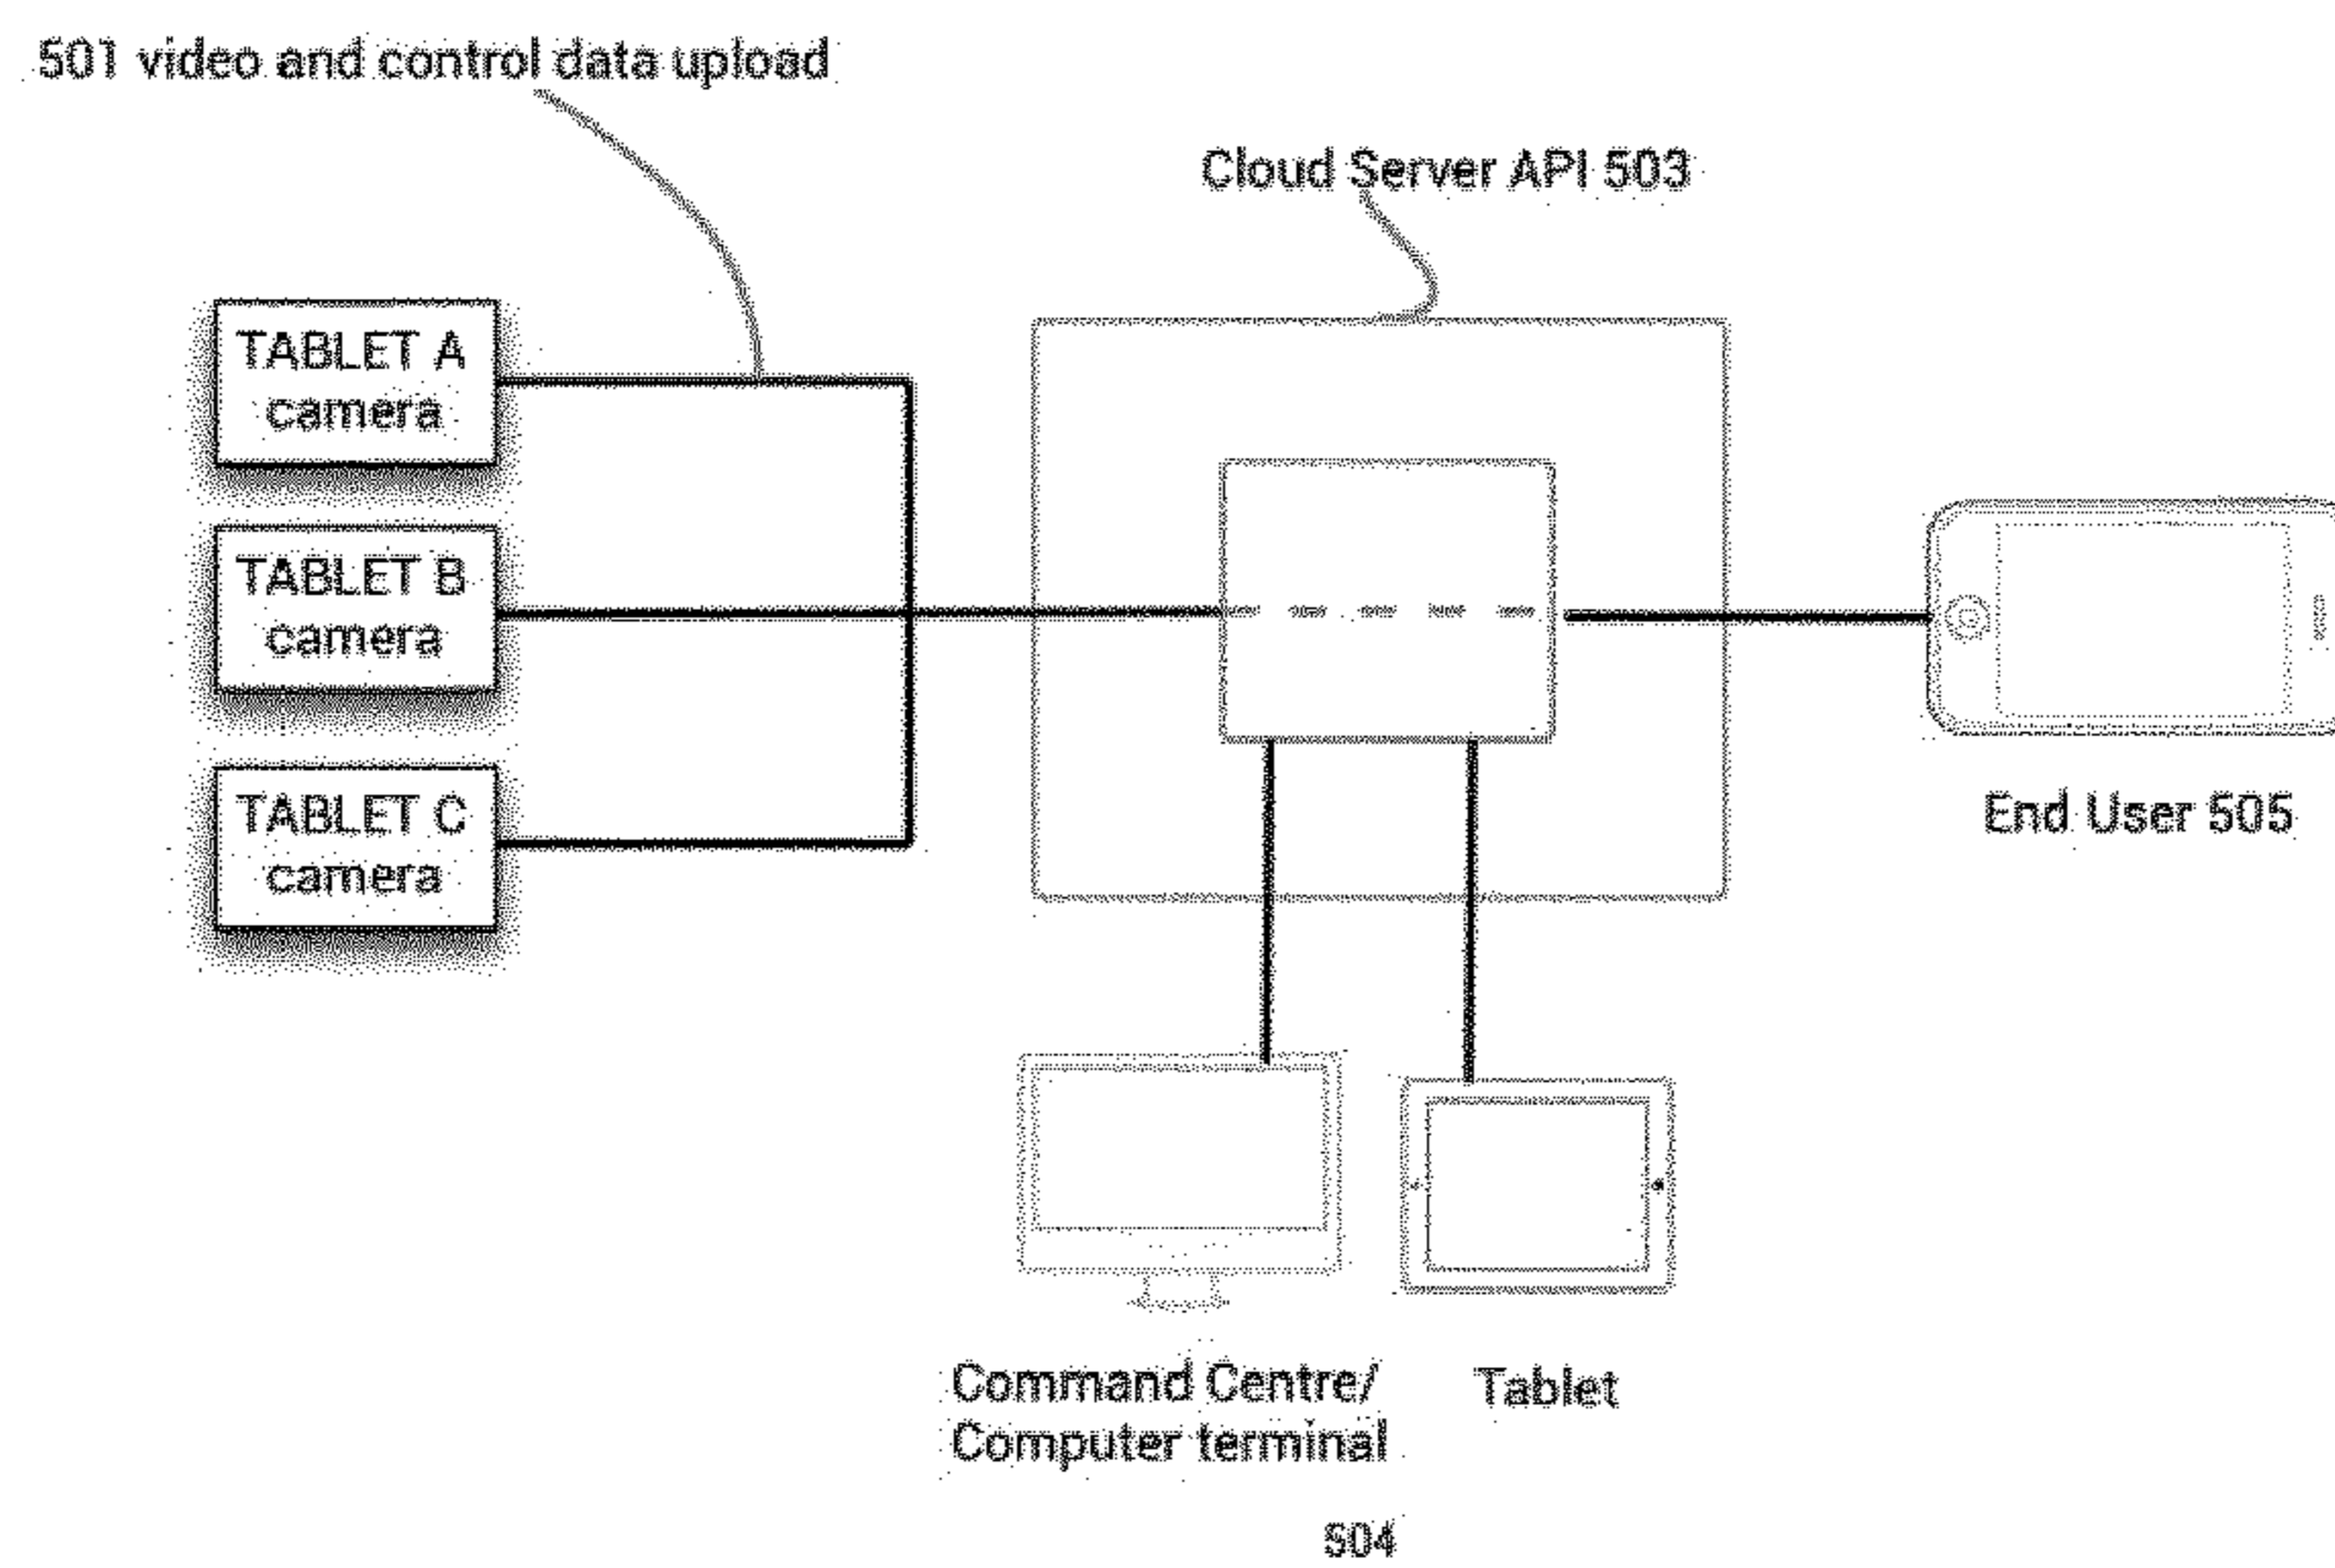 501 video and control data upload
Cloud Server API 503
TABLET A
camera
TABLET B
camera
TABLET C
camera
End User 505
Command Centre/
Computer terminal
Tablet
504